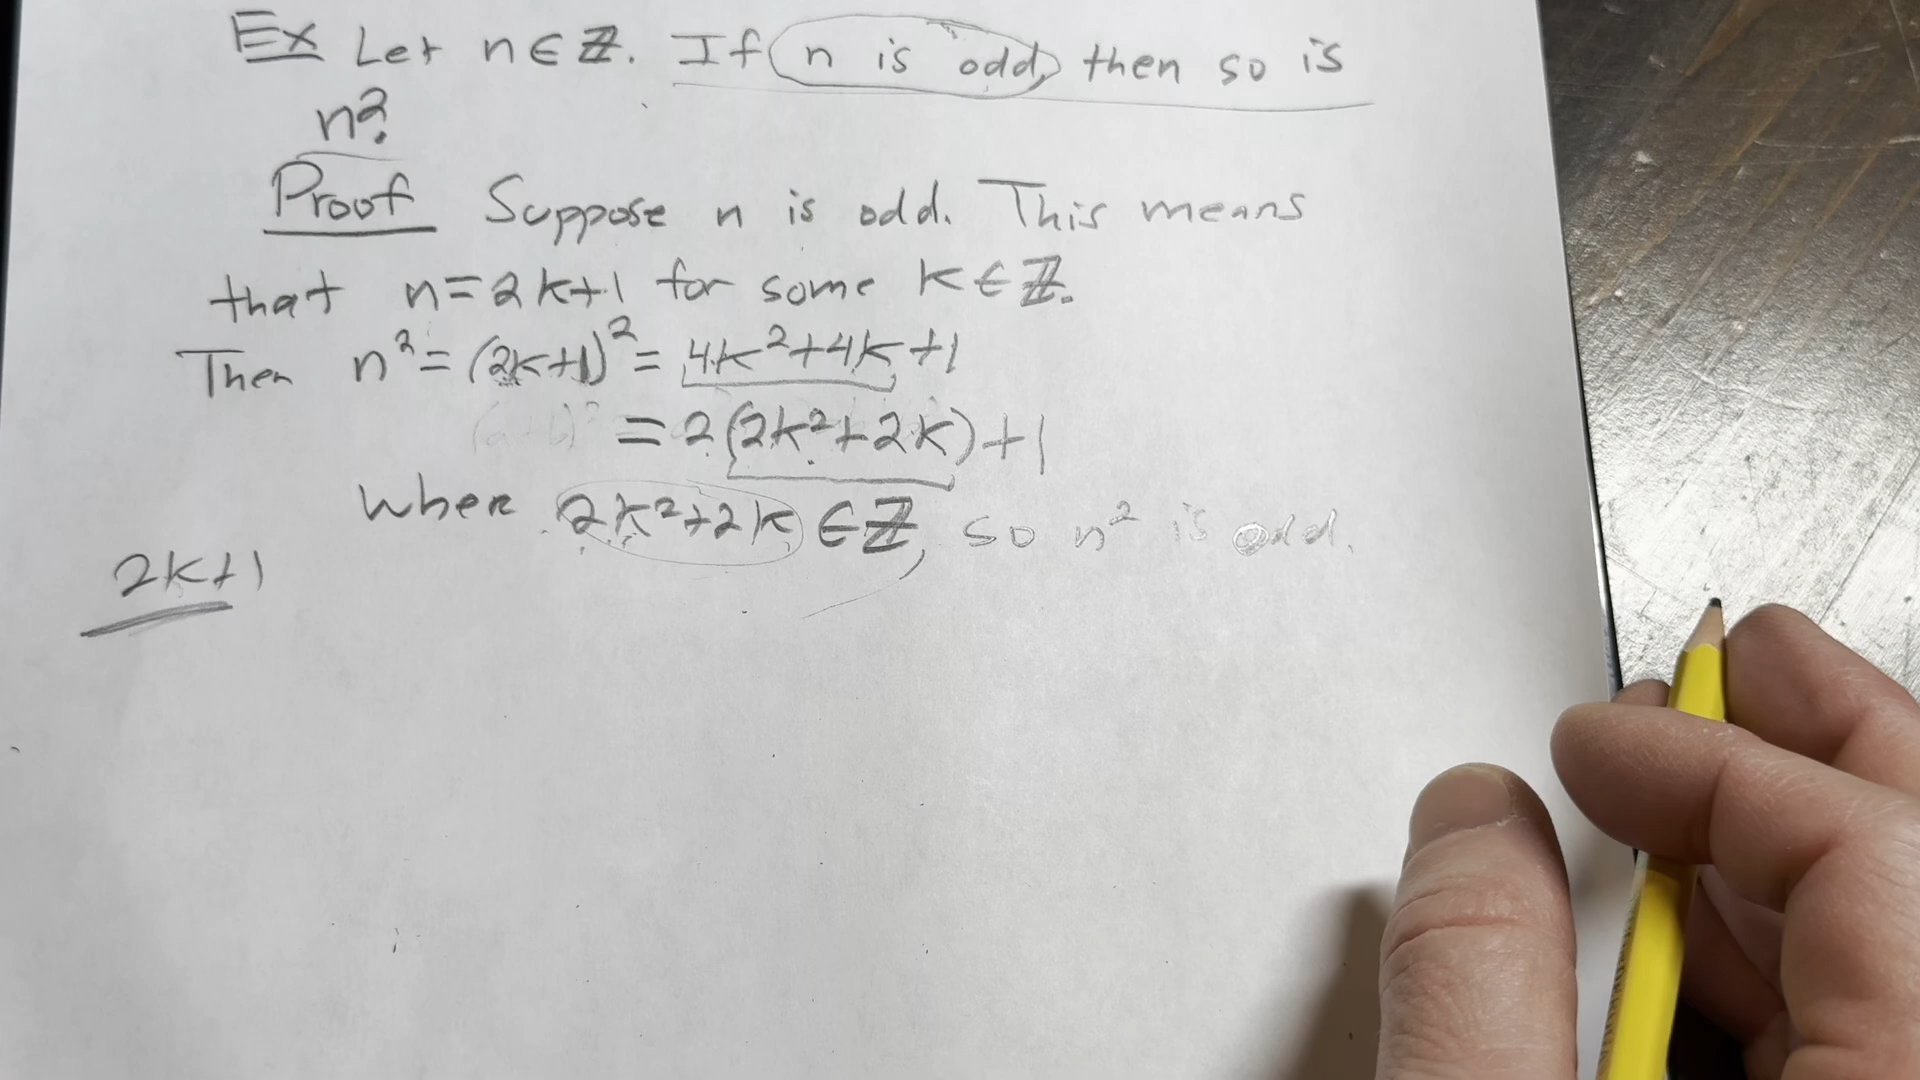 Ex Let n ∈ ℤ. If n is odd, then so is
n².
Proof Suppose n is odd. This means
that n=2k+1 for some k ∈ ℤ.
Then n² = (2k+1)² = 4k²+4k+1
= 2(2k²+2k)+1
where 2k²+2k ∈ ℤ, so n² is odd.
2k+1